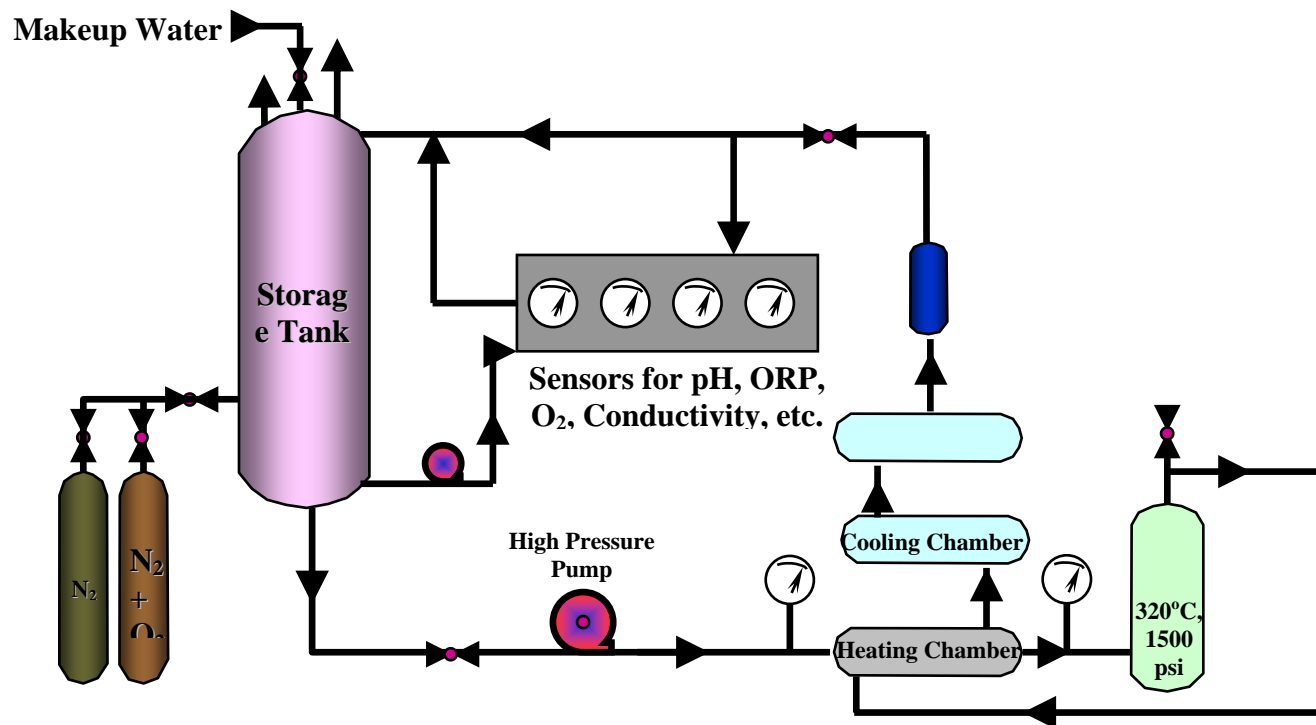 Makeup Water
Storag
e Tank
Sensors for pH, ORP,
O₂, Conductivity, etc.
High Pressure
Pump
Cooling Chamber
Heating Chamber
320°C,
1500
psi
N₂
N₂
+
O₂